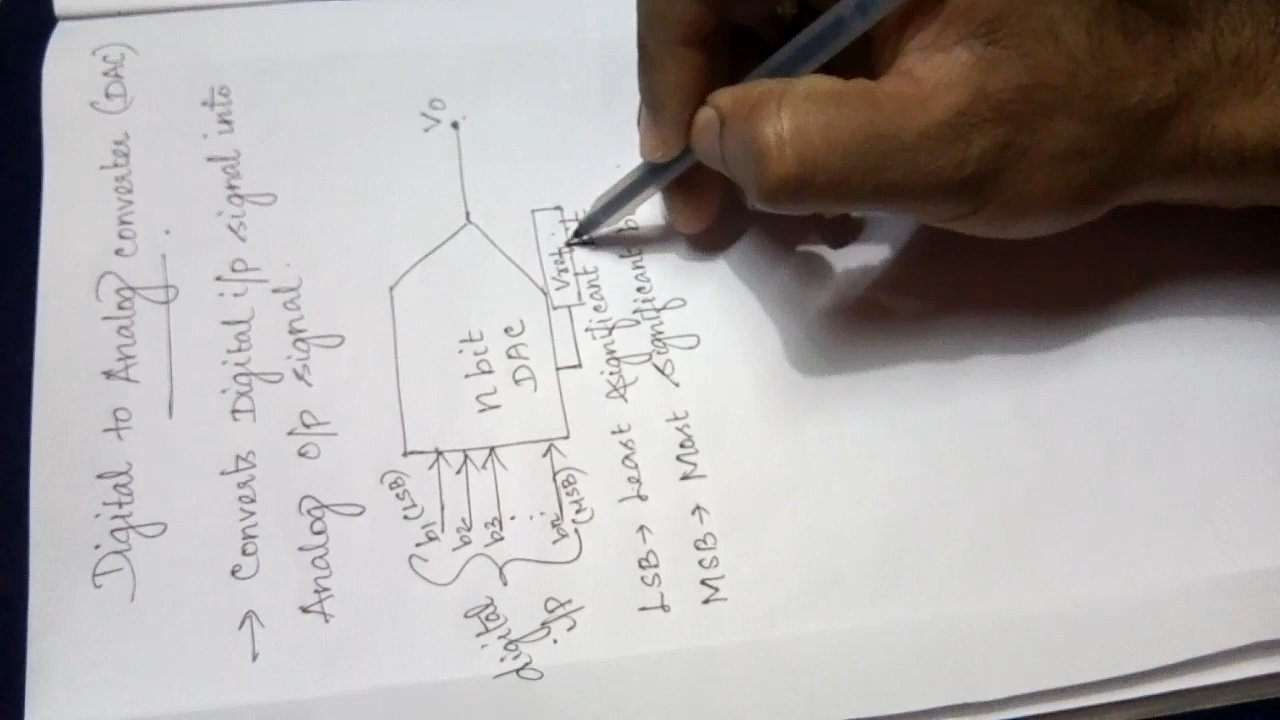 Digital to Analog converter (DAC)
→ Converts Digital i/p signal into
Analog o/p signal.
Vo
n bit
DAC
b1 (LSB)
b2
b3
bn
(MSB)
digital
i/p
Vref
LSB → Least significant
MSB → Most significant